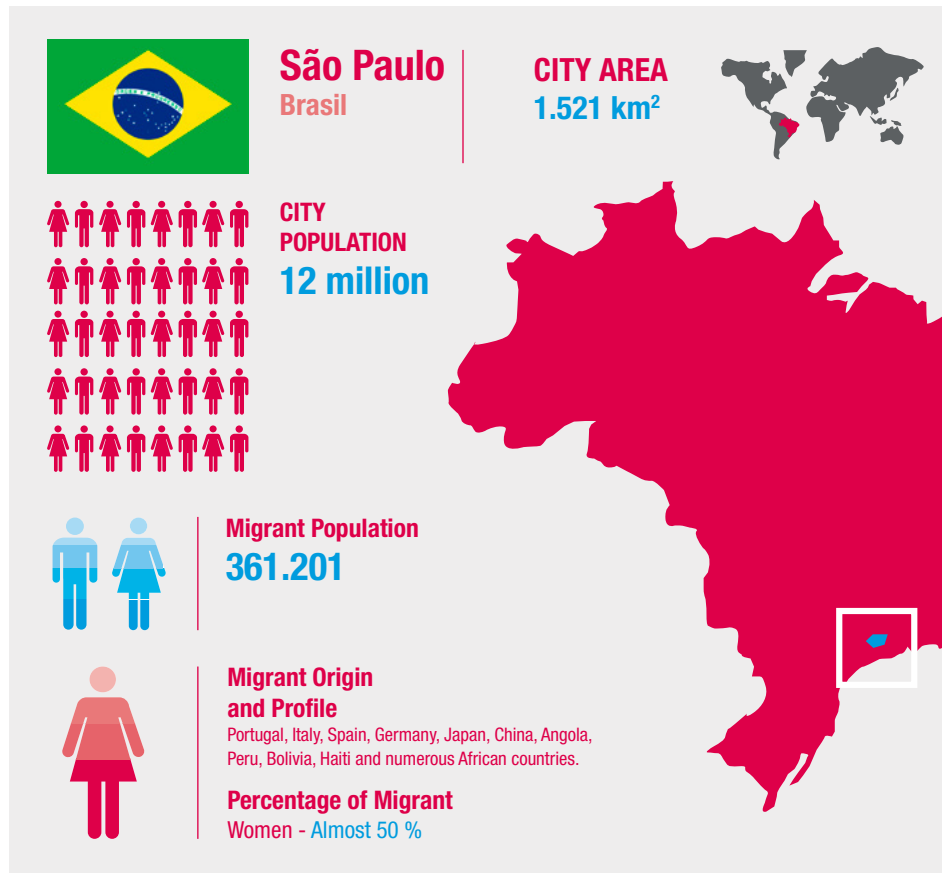 São Paulo
Brasil
CITY AREA
1.521 km²
CITY
POPULATION
12 million
Migrant Population
361.201
Migrant Origin
and Profile
Portugal, Italy, Spain, Germany, Japan, China, Angola,
Peru, Bolivia, Haiti and numerous African countries.
Percentage of Migrant
Women - Almost 50 %